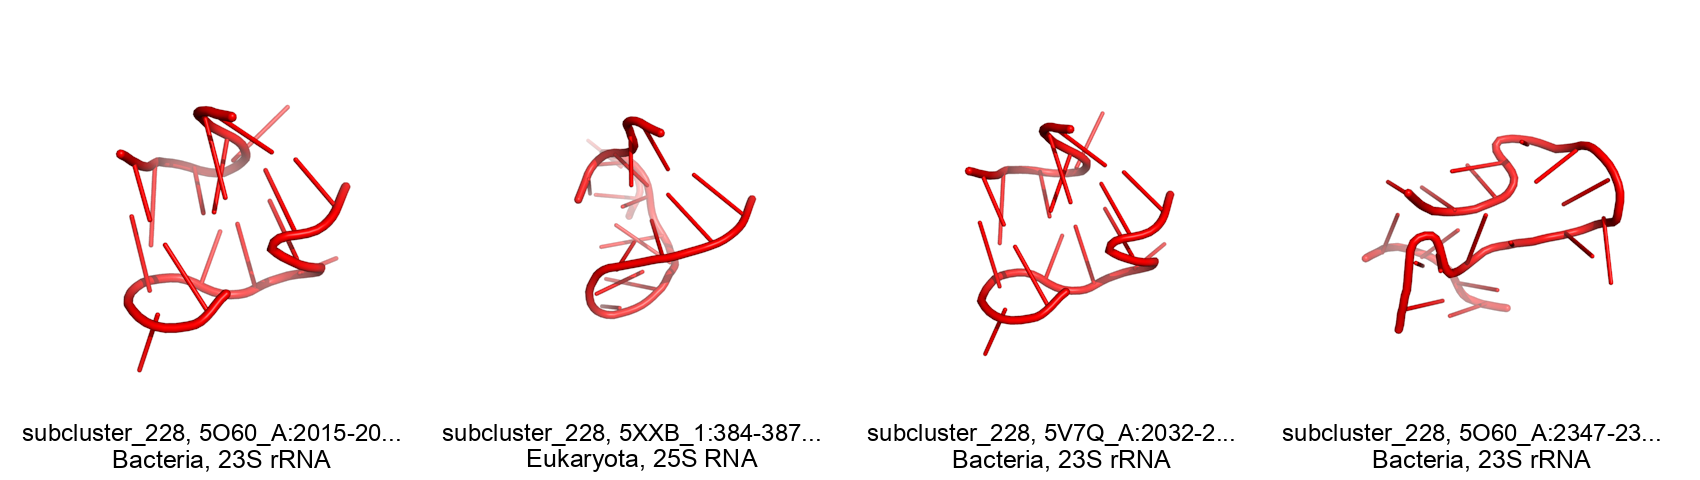 subcluster_228, 5O60_A:2015-20...
Bacteria, 23S rRNA
subcluster_228, 5XXB_1:384-387...
Eukaryota, 25S RNA
subcluster_228, 5V7Q_A:2032-2...
Bacteria, 23S rRNA
subcluster_228, 5O60_A:2347-23...
Bacteria, 23S rRNA